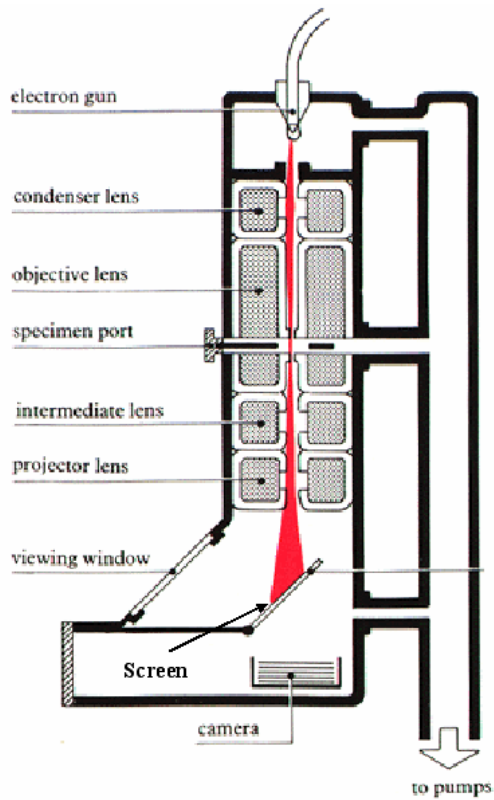 electron gun
condenser lens
objective lens
specimen port
intermediate lens
projector lens
viewing window
Screen
camera
to pumps